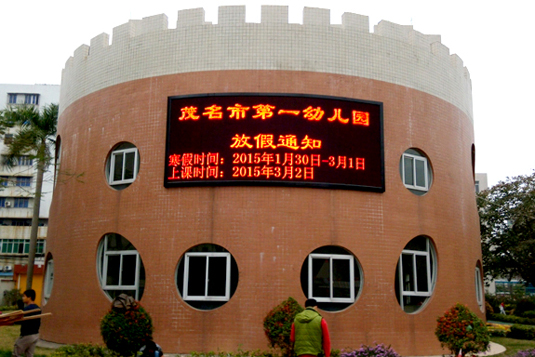 茂名市第一幼儿园
放假通知
寒假时间：2015年1月30日-3月1日
上课时间：2015年3月2日